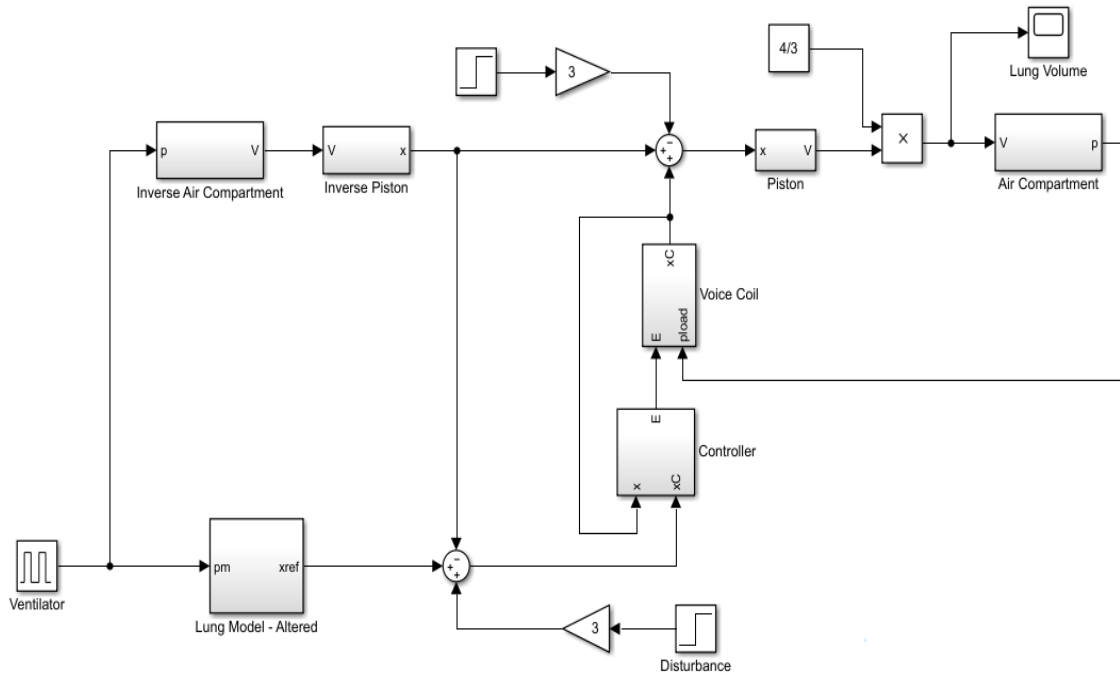 4/3
Lung Volume
3
p V
Inverse Air Compartment
V x
Inverse Piston
− + +
x V
Piston
×
V p
Air Compartment
xC
E pload
Voice Coil
E
x xC
Controller
Ventilator
pm xref
Lung Model - Altered
− + +
3
Disturbance